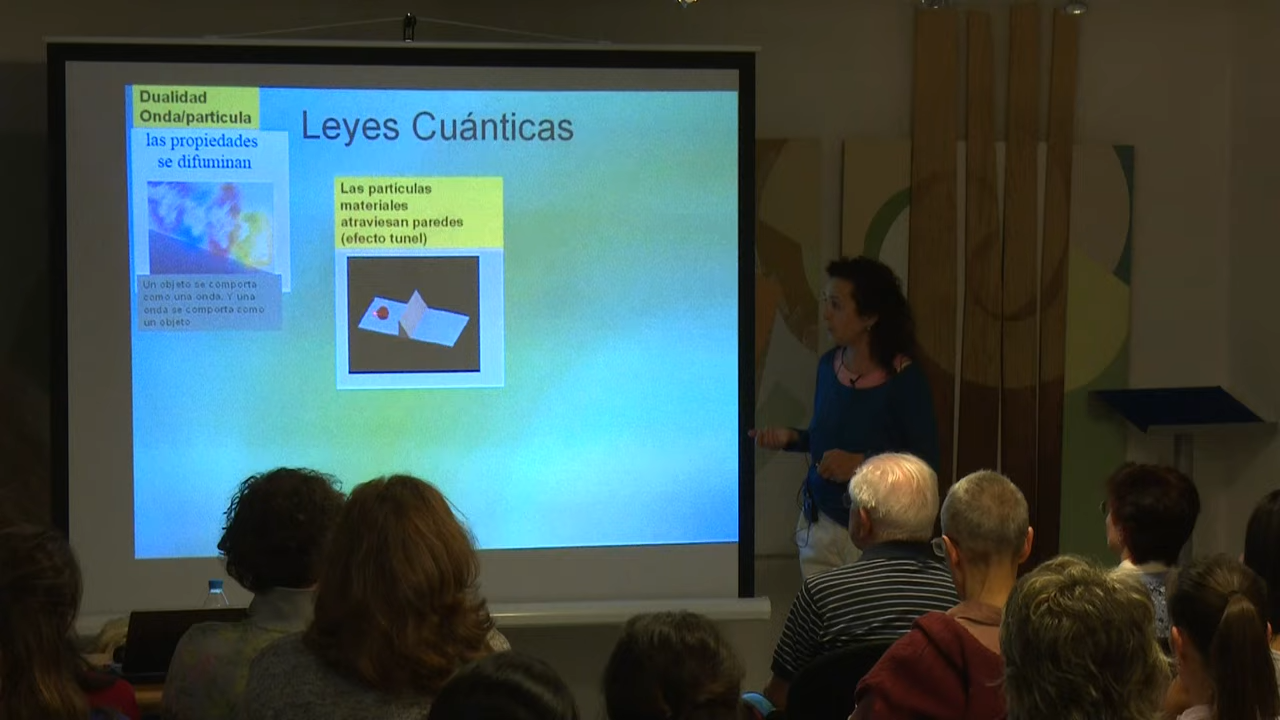 Dualidad
Onda/particula
las propiedades
se difuminan
Un objeto se comporta
como una onda. Y una
onda se comporta como
un objeto
Leyes Cuánticas
Las particulas
materiales
atraviesan paredes
(efecto tunel)